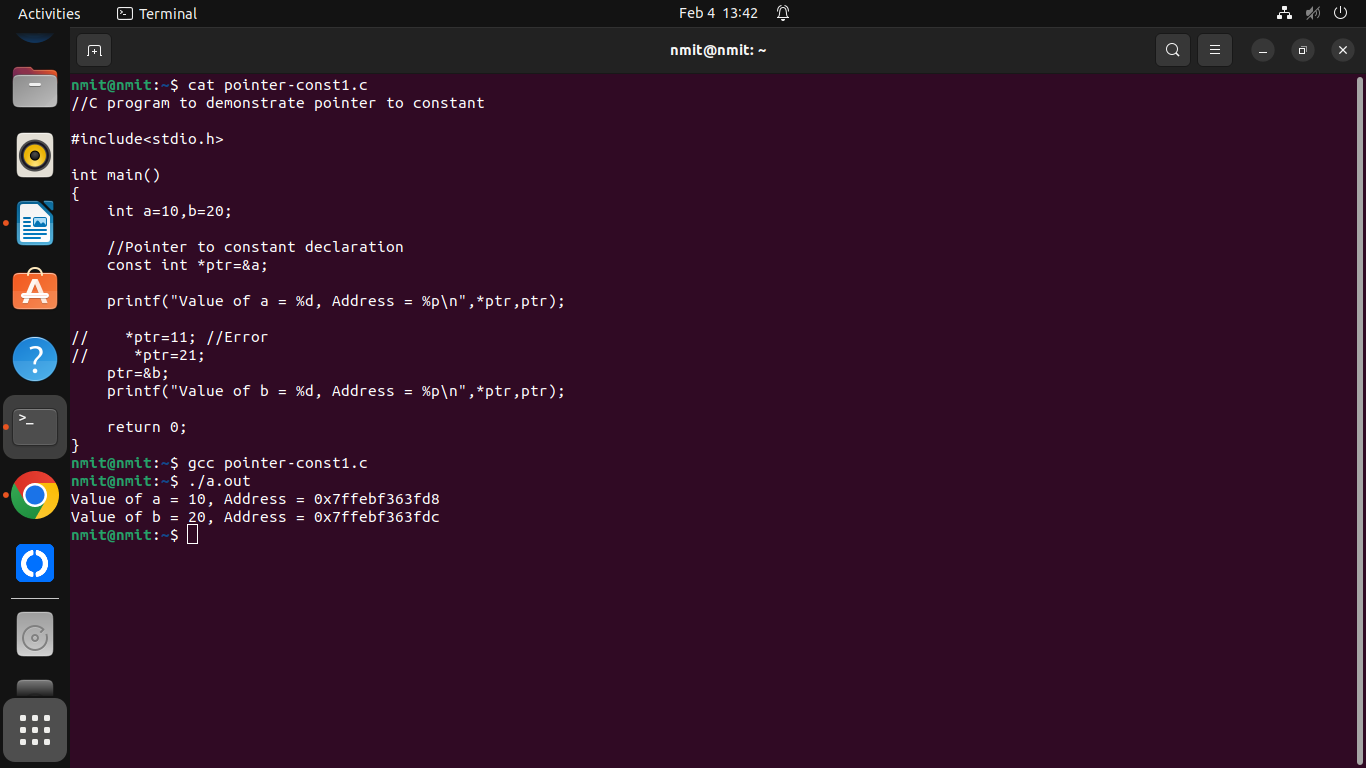 Activities
Terminal
Feb 4 13:42
nmit@nmit: ~
nmit@nmit:~$ cat pointer-const1.c
//C program to demonstrate pointer to constant
#include<stdio.h>
int main()
{
    int a=10,b=20;
    //Pointer to constant declaration
    const int *ptr=&a;
    printf("Value of a = %d, Address = %p\n",*ptr,ptr);
//    *ptr=11; //Error
//     *ptr=21;
    ptr=&b;
    printf("Value of b = %d, Address = %p\n",*ptr,ptr);
    return 0;
}
nmit@nmit:~$ gcc pointer-const1.c
nmit@nmit:~$ ./a.out
Value of a = 10, Address = 0x7ffebf363fd8
Value of b = 20, Address = 0x7ffebf363fdc
nmit@nmit:~$